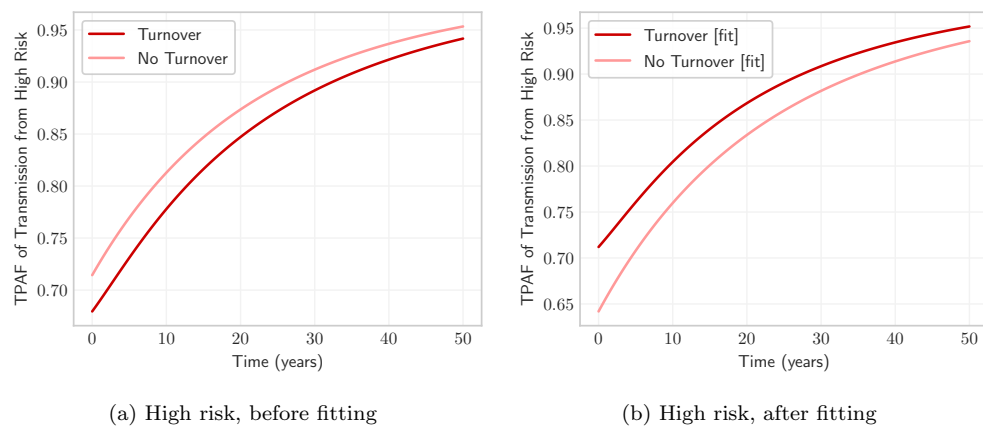 TPAF of Transmission from High Risk
Turnover
No Turnover
0.95
0.90
0.85
0.80
0.75
0.70
0 10 20 30 40 50
Time (years)
(a) High risk, before fitting
TPAF of Transmission from High Risk
Turnover [fit]
No Turnover [fit]
0.95
0.90
0.85
0.80
0.75
0.70
0.65
0 10 20 30 40 50
Time (years)
(b) High risk, after fitting